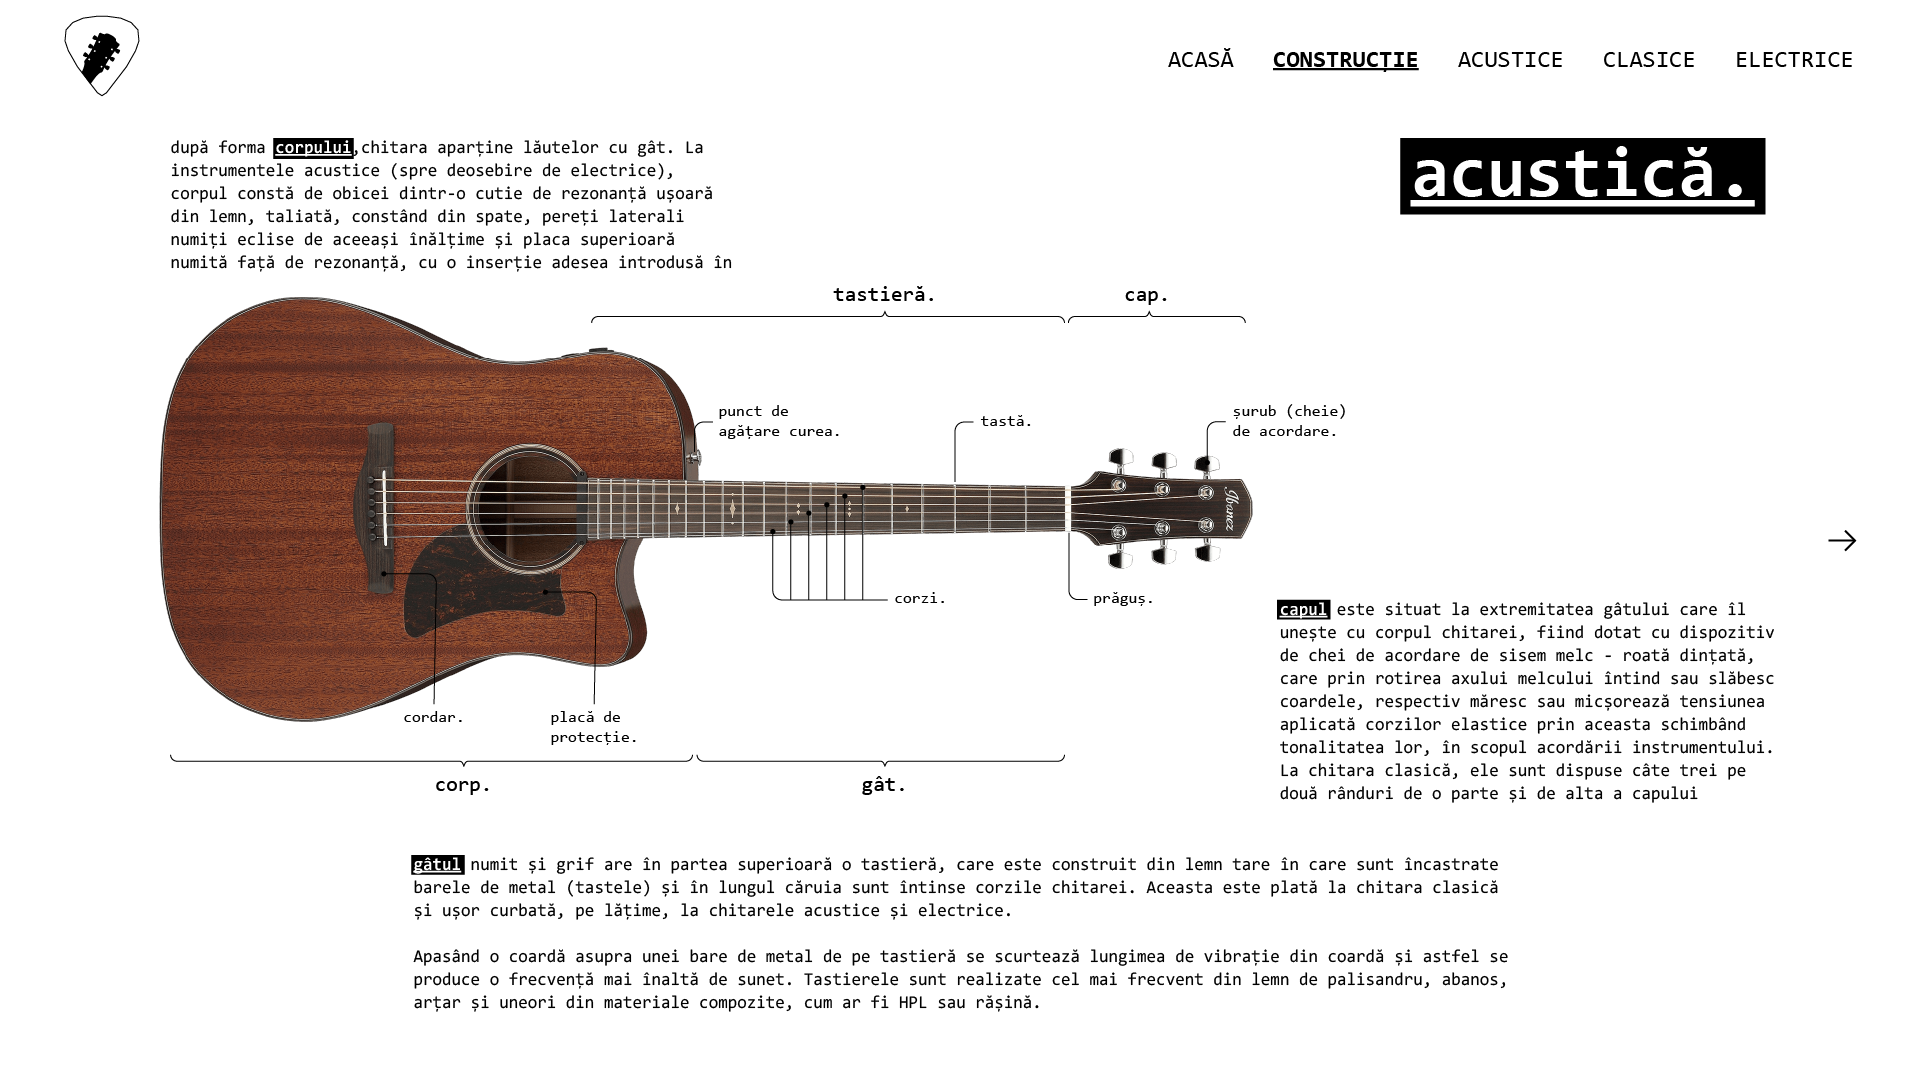 ACASĂ CONSTRUCȚIE ACUSTICE CLASICE ELECTRICE
după forma corpului,chitara aparține lăutelor cu gât. La
instrumentele acustice (spre deosebire de electrice),
corpul constă de obicei dintr-o cutie de rezonanță ușoară
din lemn, taliată, constând din spate, pereți laterali
numiți eclise de aceeași înălțime și placa superioară
numită față de rezonanță, cu o inserție adesea introdusă în
acustică.
tastieră.
cap.
punct de
agățare curea.
tastă.
șurub (cheie)
de acordare.
Ibanez
corzi.
prăguș.
cordar.
placă de
protecție.
corp.
gât.
capul este situat la extremitatea gâtului care îl
unește cu corpul chitarei, fiind dotat cu dispozitiv
de chei de acordare de sisem melc - roată dințată,
care prin rotirea axului melcului întind sau slăbesc
coardele, respectiv măresc sau micșorează tensiunea
aplicată corzilor elastice prin aceasta schimbând
tonalitatea lor, în scopul acordării instrumentului.
La chitara clasică, ele sunt dispuse câte trei pe
două rânduri de o parte și de alta a capului
gâtul numit și grif are în partea superioară o tastieră, care este construit din lemn tare în care sunt încastrate
barele de metal (tastele) și în lungul căruia sunt întinse corzile chitarei. Aceasta este plată la chitara clasică
și ușor curbată, pe lățime, la chitarele acustice și electrice.
Apasând o coardă asupra unei bare de metal de pe tastieră se scurtează lungimea de vibrație din coardă și astfel se
produce o frecvență mai înaltă de sunet. Tastierele sunt realizate cel mai frecvent din lemn de palisandru, abanos,
arțar și uneori din materiale compozite, cum ar fi HPL sau rășină.